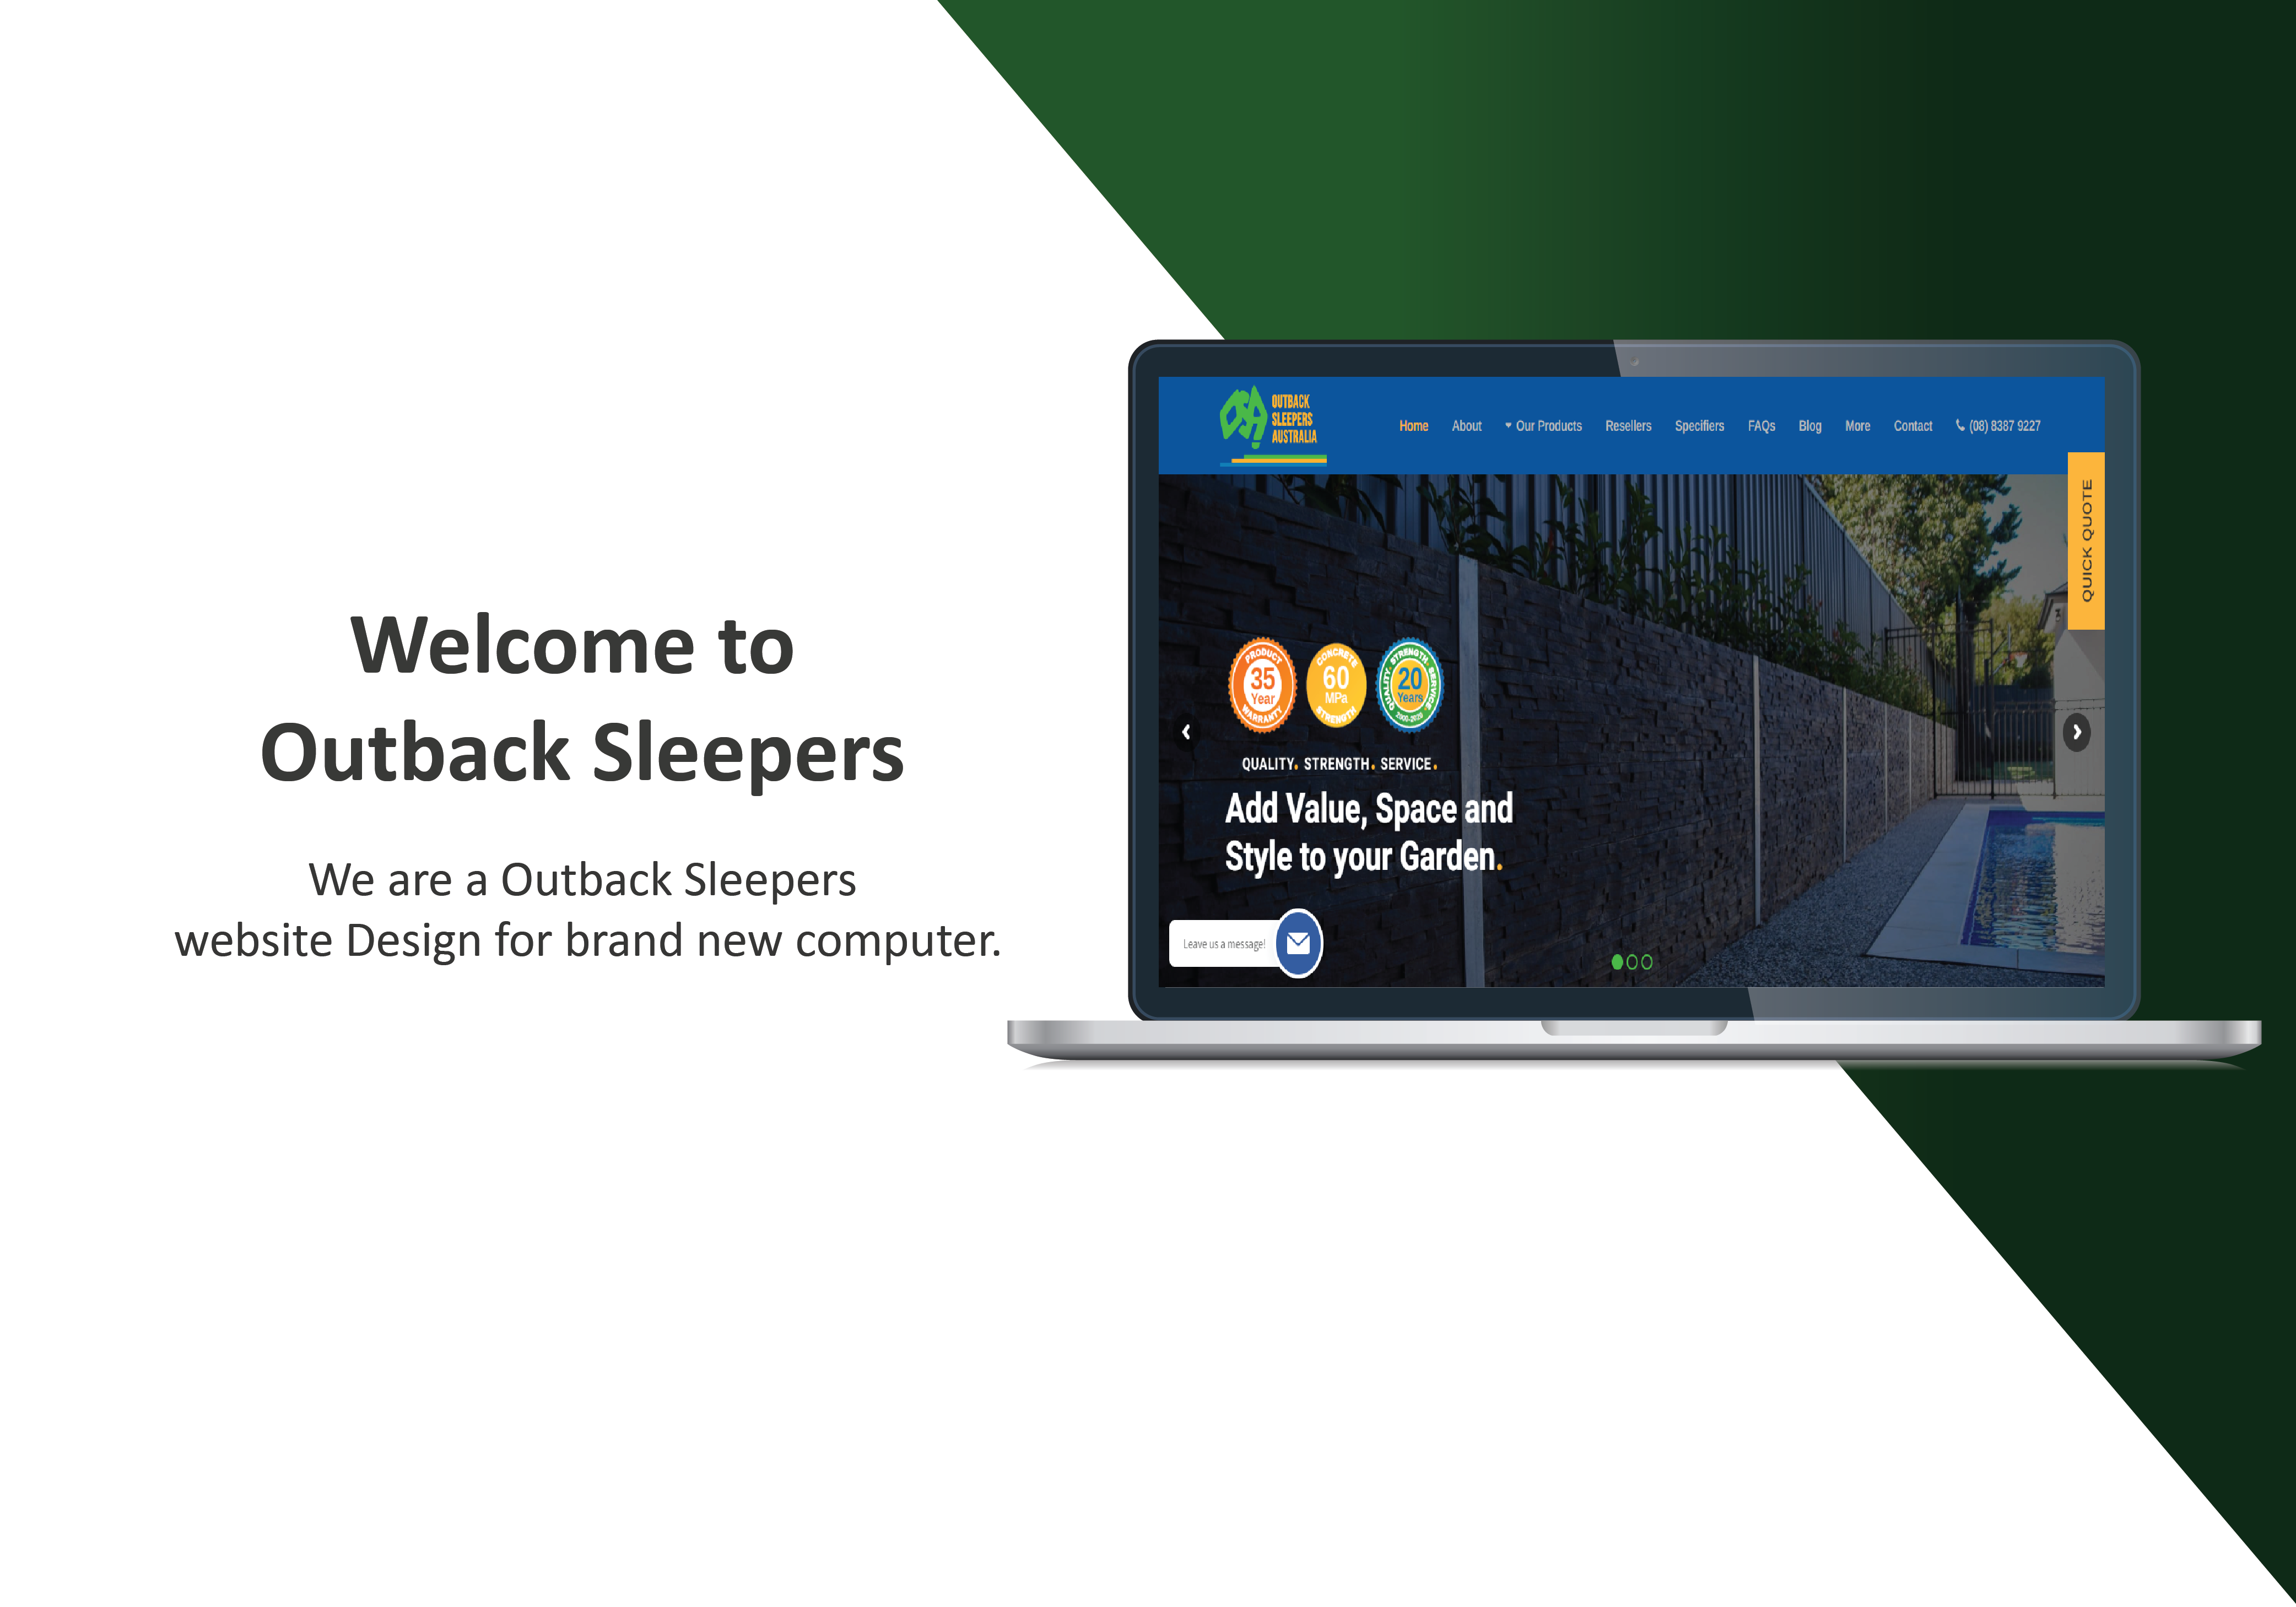 Welcome to
Outback Sleepers
We are a Outback Sleepers
website Design for brand new computer.
OUTBACK
SLEEPERS
AUSTRALIA
Home About Our Products Resellers Specifiers FAQs Blog More Contact (08) 8387 9227
QUICK QUOTE
PRODUCT
35
Year
WARRANTY
CONCRETE
60
MPa
STRENGTH
QUALITY. STRENGTH. SERVICE
20
Years
2000-2020
QUALITY. STRENGTH. SERVICE.
Add Value, Space and
Style to your Garden.
Leave us a message!